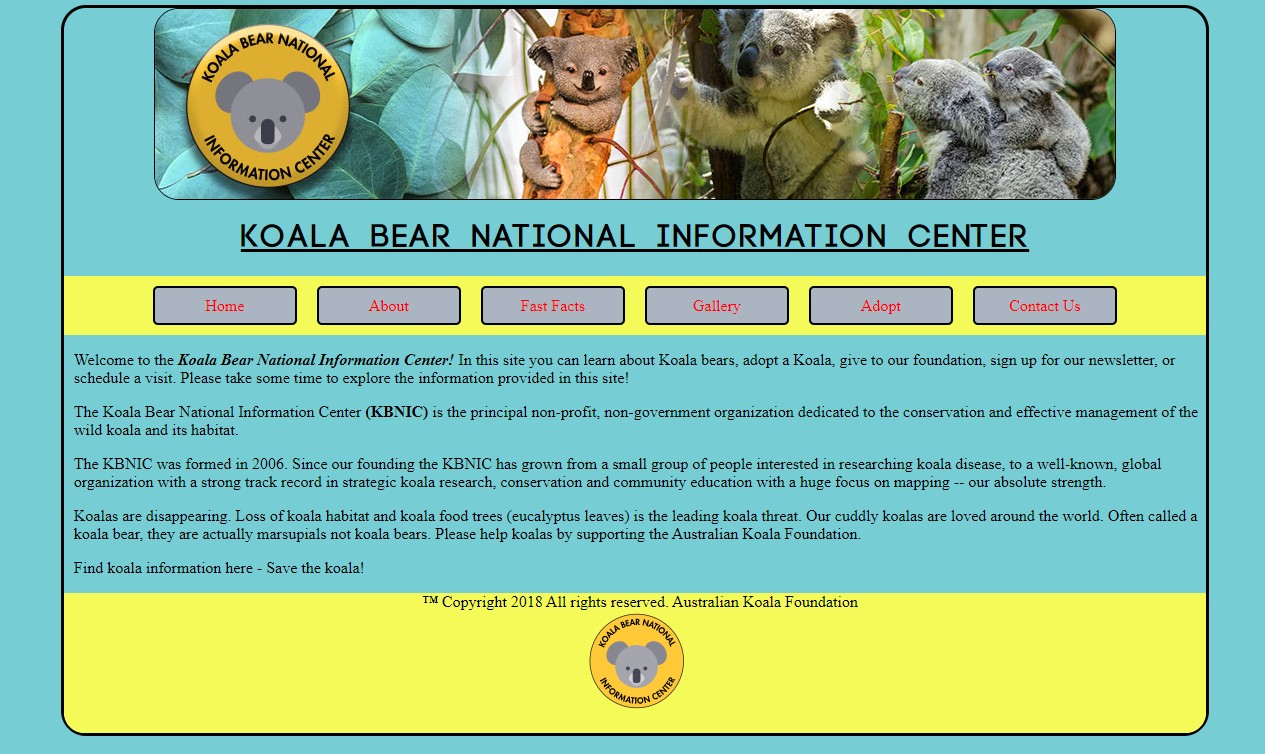 KOALA BEAR NATIONAL
INFORMATION CENTER
KOALA BEAR NATIONAL INFORMATION CENTER
Home About Fast Facts Gallery Adopt Contact Us
Welcome to the Koala Bear National Information Center! In this site you can learn about Koala bears, adopt a Koala, give to our foundation, sign up for our newsletter, or
schedule a visit. Please take some time to explore the information provided in this site!
The Koala Bear National Information Center (KBNIC) is the principal non-profit, non-government organization dedicated to the conservation and effective management of the
wild koala and its habitat.
The KBNIC was formed in 2006. Since our founding the KBNIC has grown from a small group of people interested in researching koala disease, to a well-known, global
organization with a strong track record in strategic koala research, conservation and community education with a huge focus on mapping -- our absolute strength.
Koalas are disappearing. Loss of koala habitat and koala food trees (eucalyptus leaves) is the leading koala threat. Our cuddly koalas are loved around the world. Often called a
koala bear, they are actually marsupials not koala bears. Please help koalas by supporting the Australian Koala Foundation.
Find koala information here - Save the koala!
™ Copyright 2018 All rights reserved. Australian Koala Foundation
KOALA BEAR NATIONAL
INFORMATION CENTER